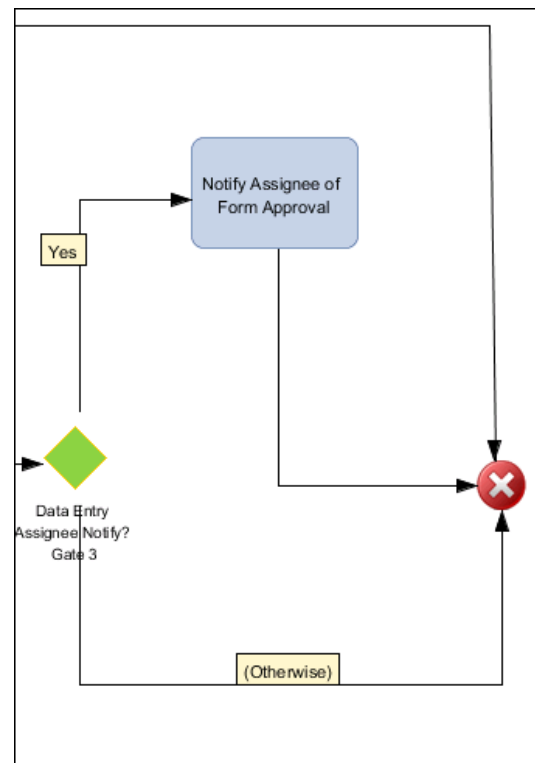 Notify Assignee of
Form Approval
Yes
Data Entry
Assignee Notify?
Gate 3
(Otherwise)